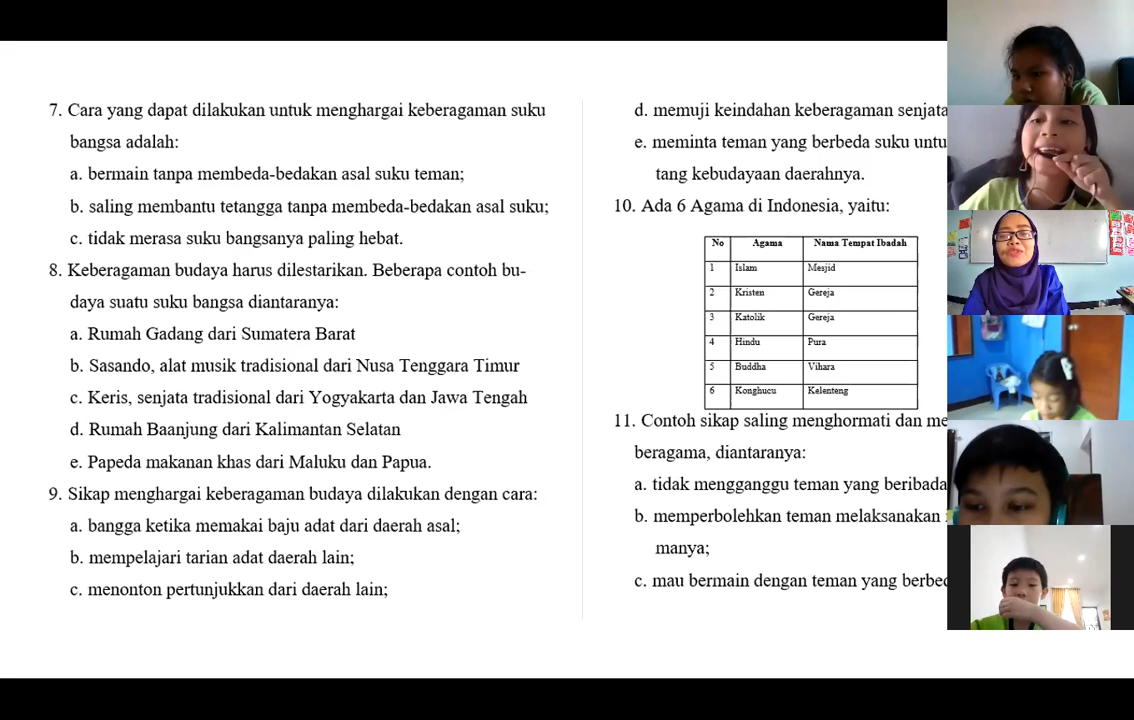 7. Cara yang dapat dilakukan untuk menghargai keberagaman suku
bangsa adalah:
a. bermain tanpa membeda-bedakan asal suku teman;
b. saling membantu tetangga tanpa membeda-bedakan asal suku;
c. tidak merasa suku bangsanya paling hebat.
8. Keberagaman budaya harus dilestarikan. Beberapa contoh bu-
daya suatu suku bangsa diantaranya:
a. Rumah Gadang dari Sumatera Barat
b. Sasando, alat musik tradisional dari Nusa Tenggara Timur
c. Keris, senjata tradisional dari Yogyakarta dan Jawa Tengah
d. Rumah Baanjung dari Kalimantan Selatan
e. Papeda makanan khas dari Maluku dan Papua.
9. Sikap menghargai keberagaman budaya dilakukan dengan cara:
a. bangga ketika memakai baju adat dari daerah asal;
b. mempelajari tarian adat daerah lain;
c. menonton pertunjukkan dari daerah lain;
d. memuji keindahan keberagaman senjata
e. meminta teman yang berbeda suku untu
tang kebudayaan daerahnya.
10. Ada 6 Agama di Indonesia, yaitu:
No Agama Nama Tempat Ibadah
1 Islam Mesjid
2 Kristen Gereja
3 Katolik Gereja
4 Hindu Pura
5 Buddha Vihara
6 Konghucu Kelenteng
11. Contoh sikap saling menghormati dan me
beragama, diantaranya:
a. tidak mengganggu teman yang beribada
b. memperbolehkan teman melaksanakan
manya;
c. mau bermain dengan teman yang berbed